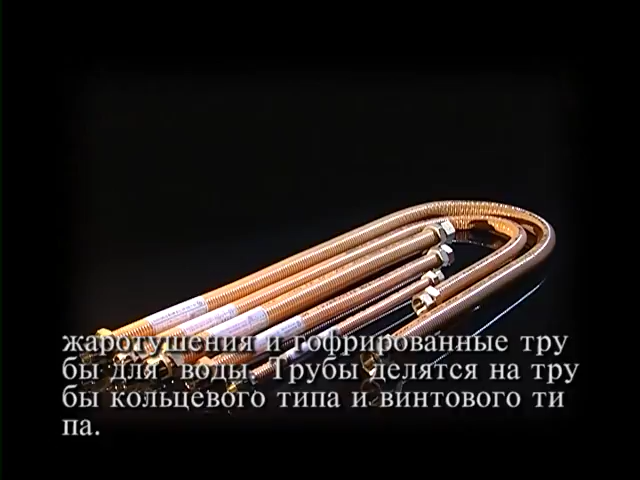 жаротушения и гофрированные тру
бы для воды. Трубы делятся на тру
бы кольцевого типа и винтового ти
па.